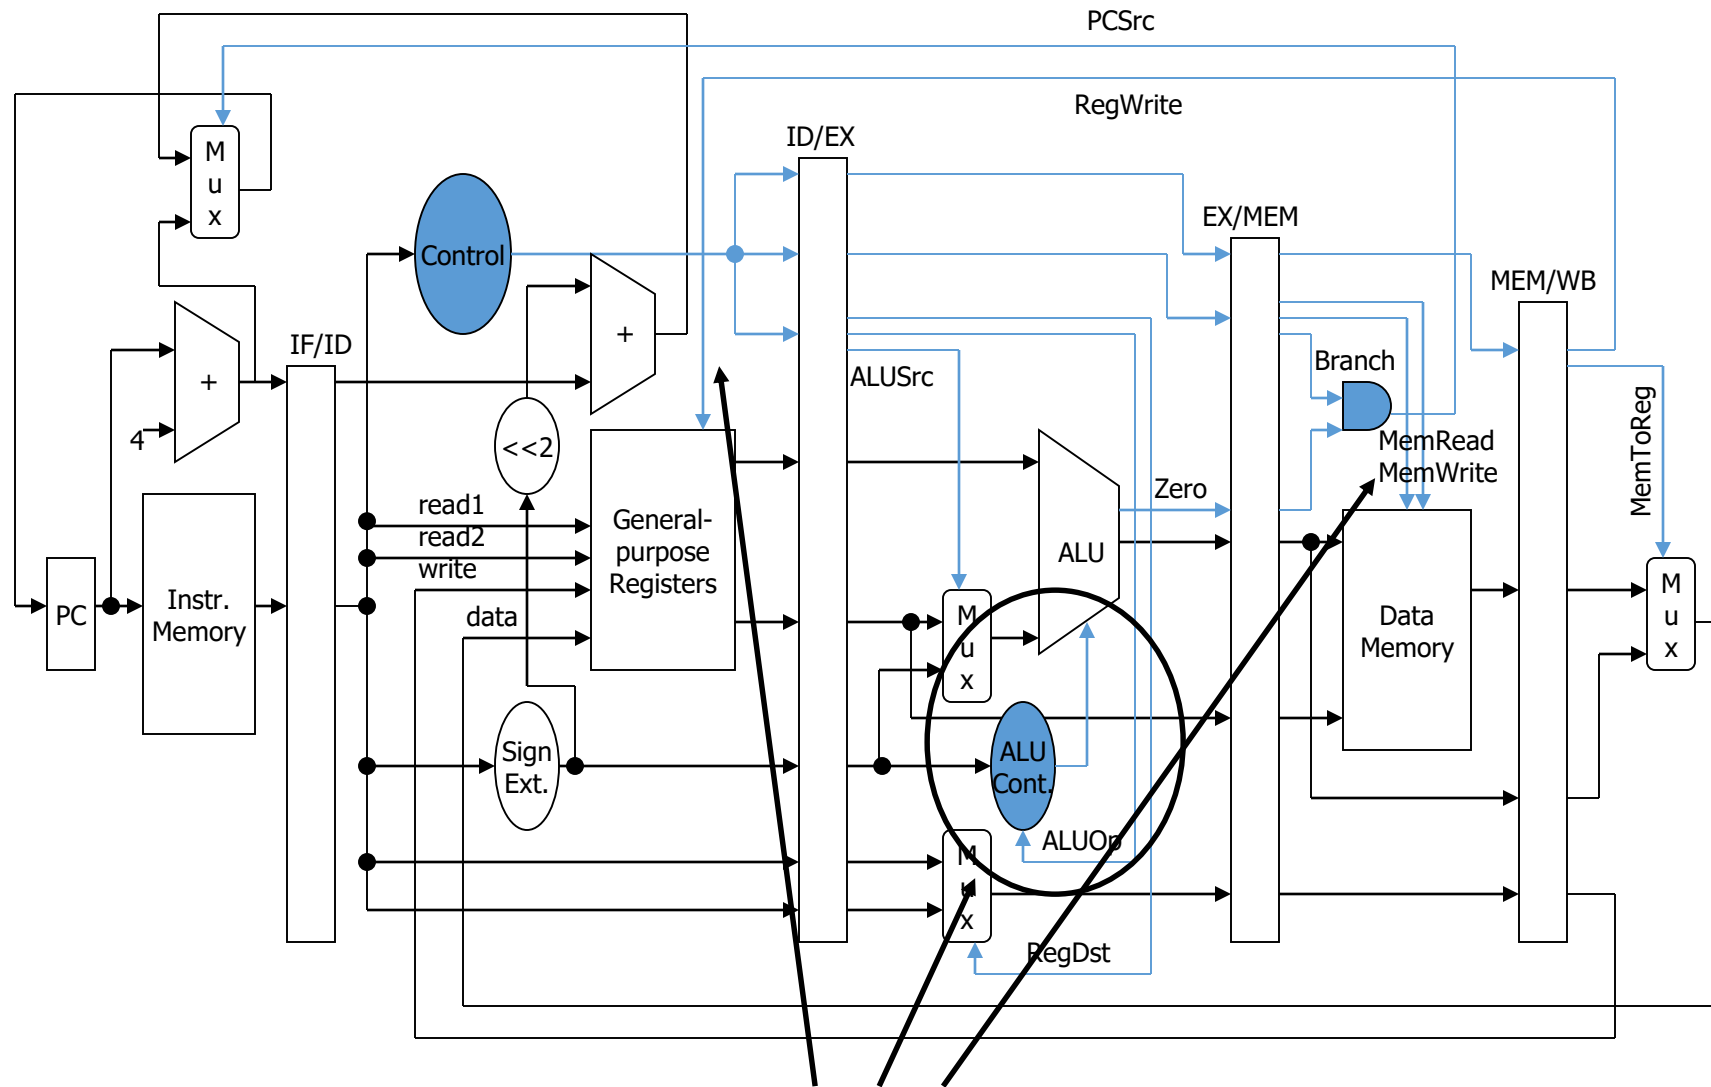 PCSrc
RegWrite
ID/EX
M
u
x
EX/MEM
Control
MEM/WB
+
IF/ID
+
Branch
ALUSrc
4
<<2
MemRead
MemWrite
MemToReg
Zero
read1
read2
write
data
General-
purpose
Registers
ALU
PC
Instr.
Memory
M
u
x
Data
Memory
M
u
x
Sign
Ext.
ALU
Cont.
ALUOp
M
u
x
RegDst